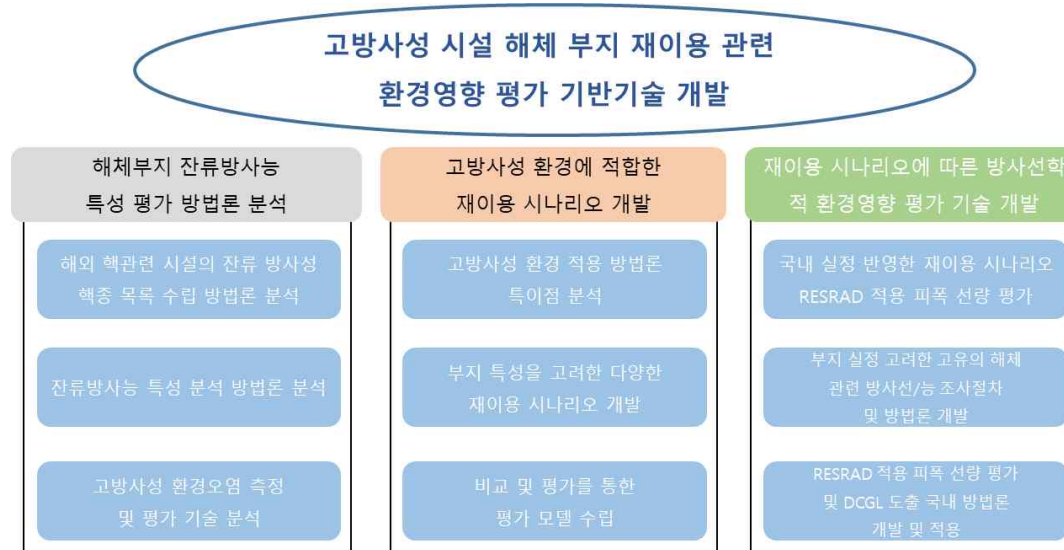 고방사성 시설 해체 부지 재이용 관련
환경영향 평가 기반기술 개발
해체부지 잔류방사능
특성 평가 방법론 분석
해외 핵관련 시설의 잔류 방사성
핵종 목록 수립 방법론 분석
잔류방사능 특성 분석 방법론 분석
고방사성 환경오염 측정
및 평가 기술 분석
고방사성 환경에 적합한
재이용 시나리오 개발
고방사성 환경 적용 방법론
특이점 분석
부지 특성을 고려한 다양한
재이용 시나리오 개발
비교 및 평가를 통한
평가 모델 수립
재이용 시나리오에 따른 방사선학
적 환경영향 평가 기술 개발
국내 실정 반영한 재이용 시나리오
RESRAD 적용 피폭 선량 평가
부지 실정 고려한 고유의 해체
관련 방사선/능 조사절차
및 방법론 개발
RESRAD 적용 피폭 선량 평가
및 DCGL 도출 국내 방법론
개발 및 적용